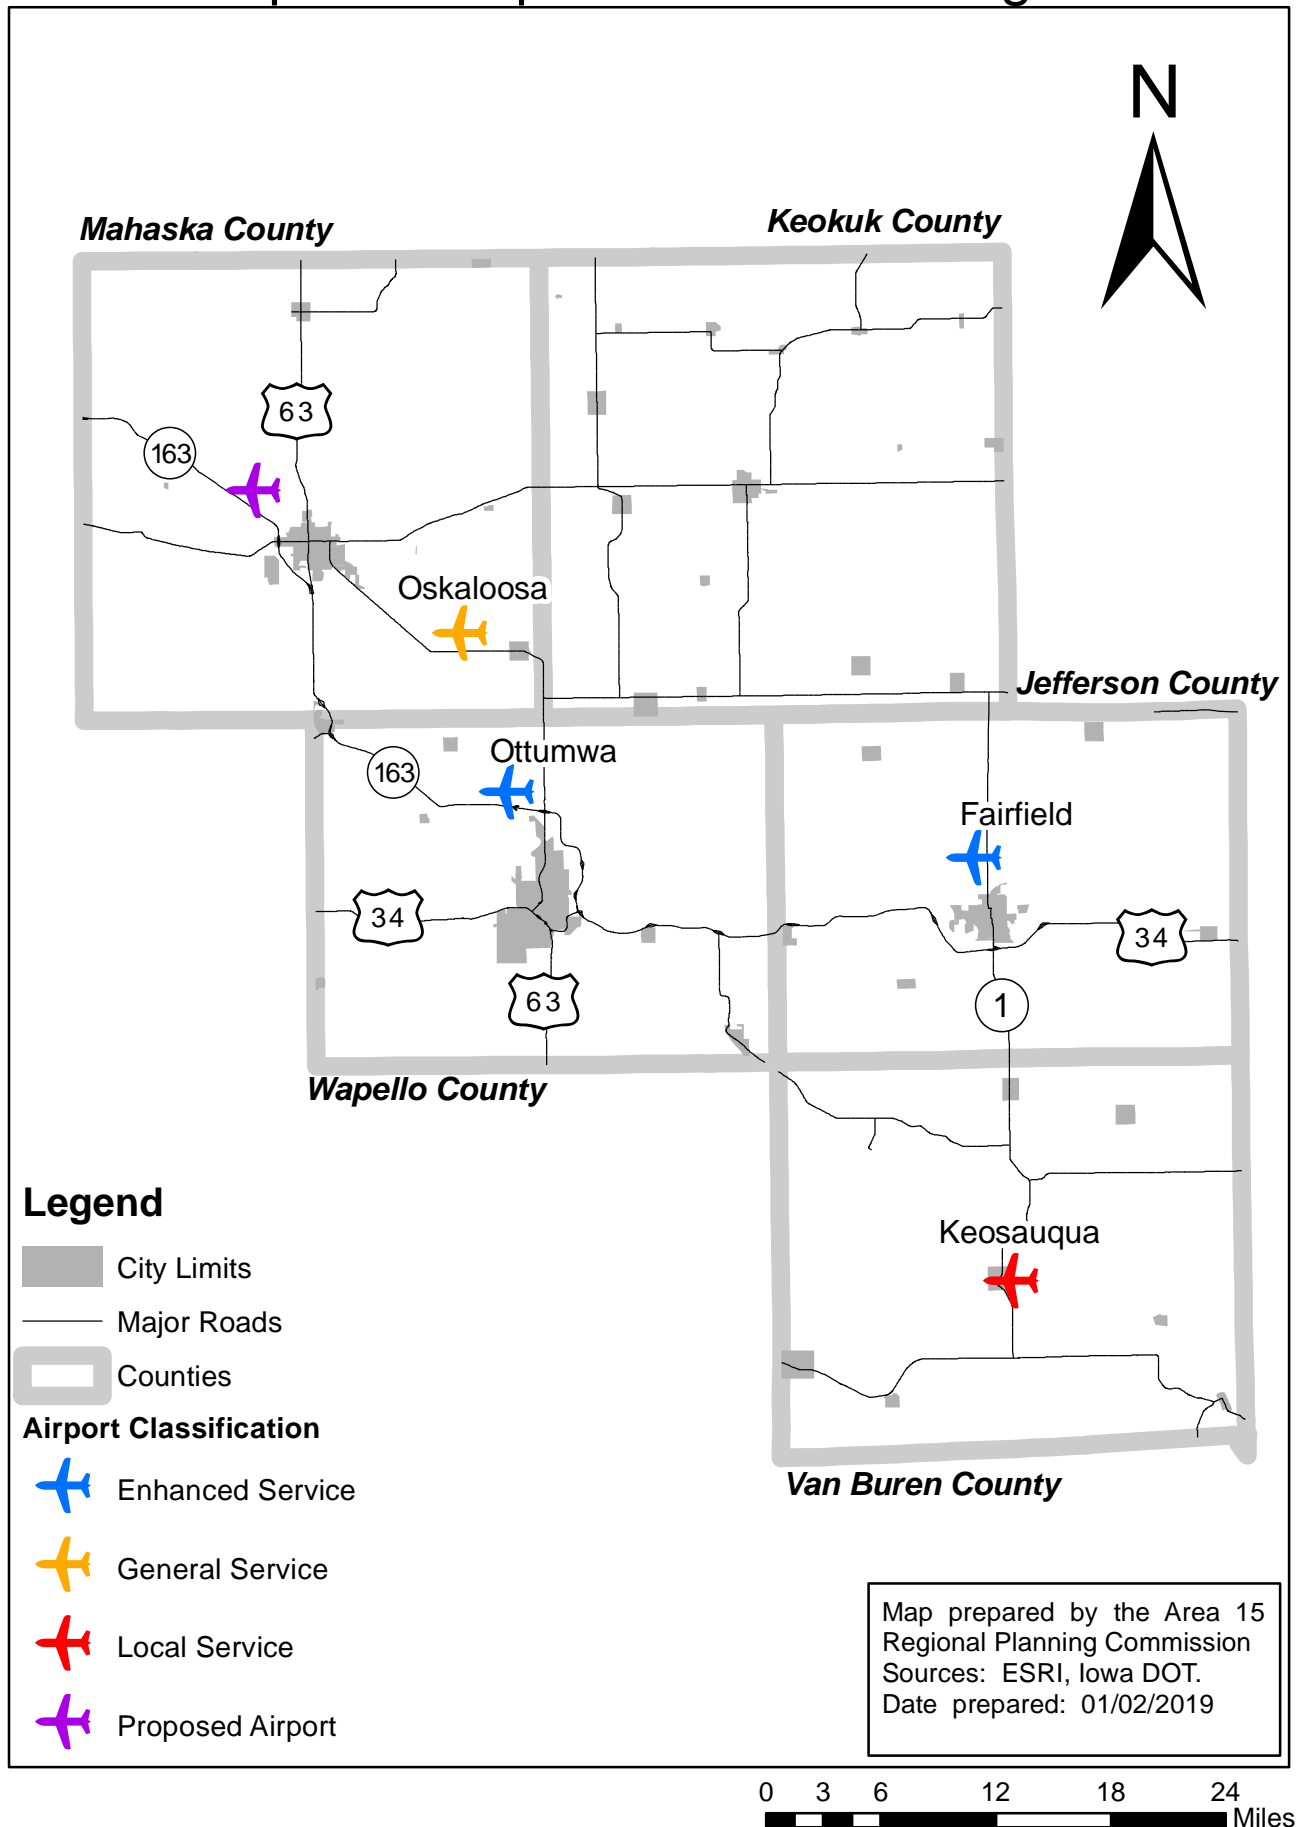 N
Mahaska County
Keokuk County
63
163
Oskaloosa
Jefferson County
Ottumwa
163
Fairfield
34
34
63
1
Wapello County
Legend
City Limits
Major Roads
Counties
Airport Classification
Enhanced Service
General Service
Local Service
Proposed Airport
Keosauqua
Van Buren County
Map prepared by the Area 15
Regional Planning Commission
Sources: ESRI, Iowa DOT.
Date prepared: 01/02/2019
0 3 6 12 18 24
Miles